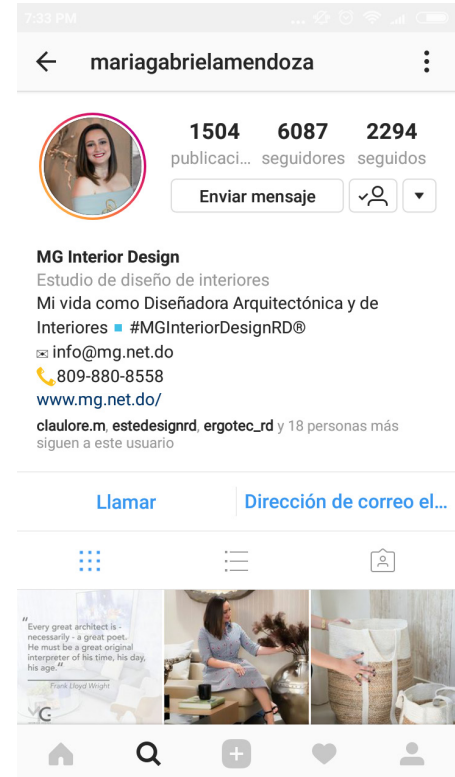 7:33 PM
mariagabrielamendoza
1504 6087 2294
publicaci... seguidores seguidos
Enviar mensaje
MG Interior Design
Estudio de diseño de interiores
Mi vida como Diseñadora Arquitectónica y de
Interiores #MGInteriorDesignRD®
info@mg.net.do
809-880-8558
www.mg.net.do/
claulore.m, estedesignrd, ergotec_rd y 18 personas más
siguen a este usuario
Llamar
Dirección de correo el...
"Every great architect is -
necessarily - a great poet.
He must be a great original
interpreter of his time, his day,
his age."
Frank Lloyd Wright